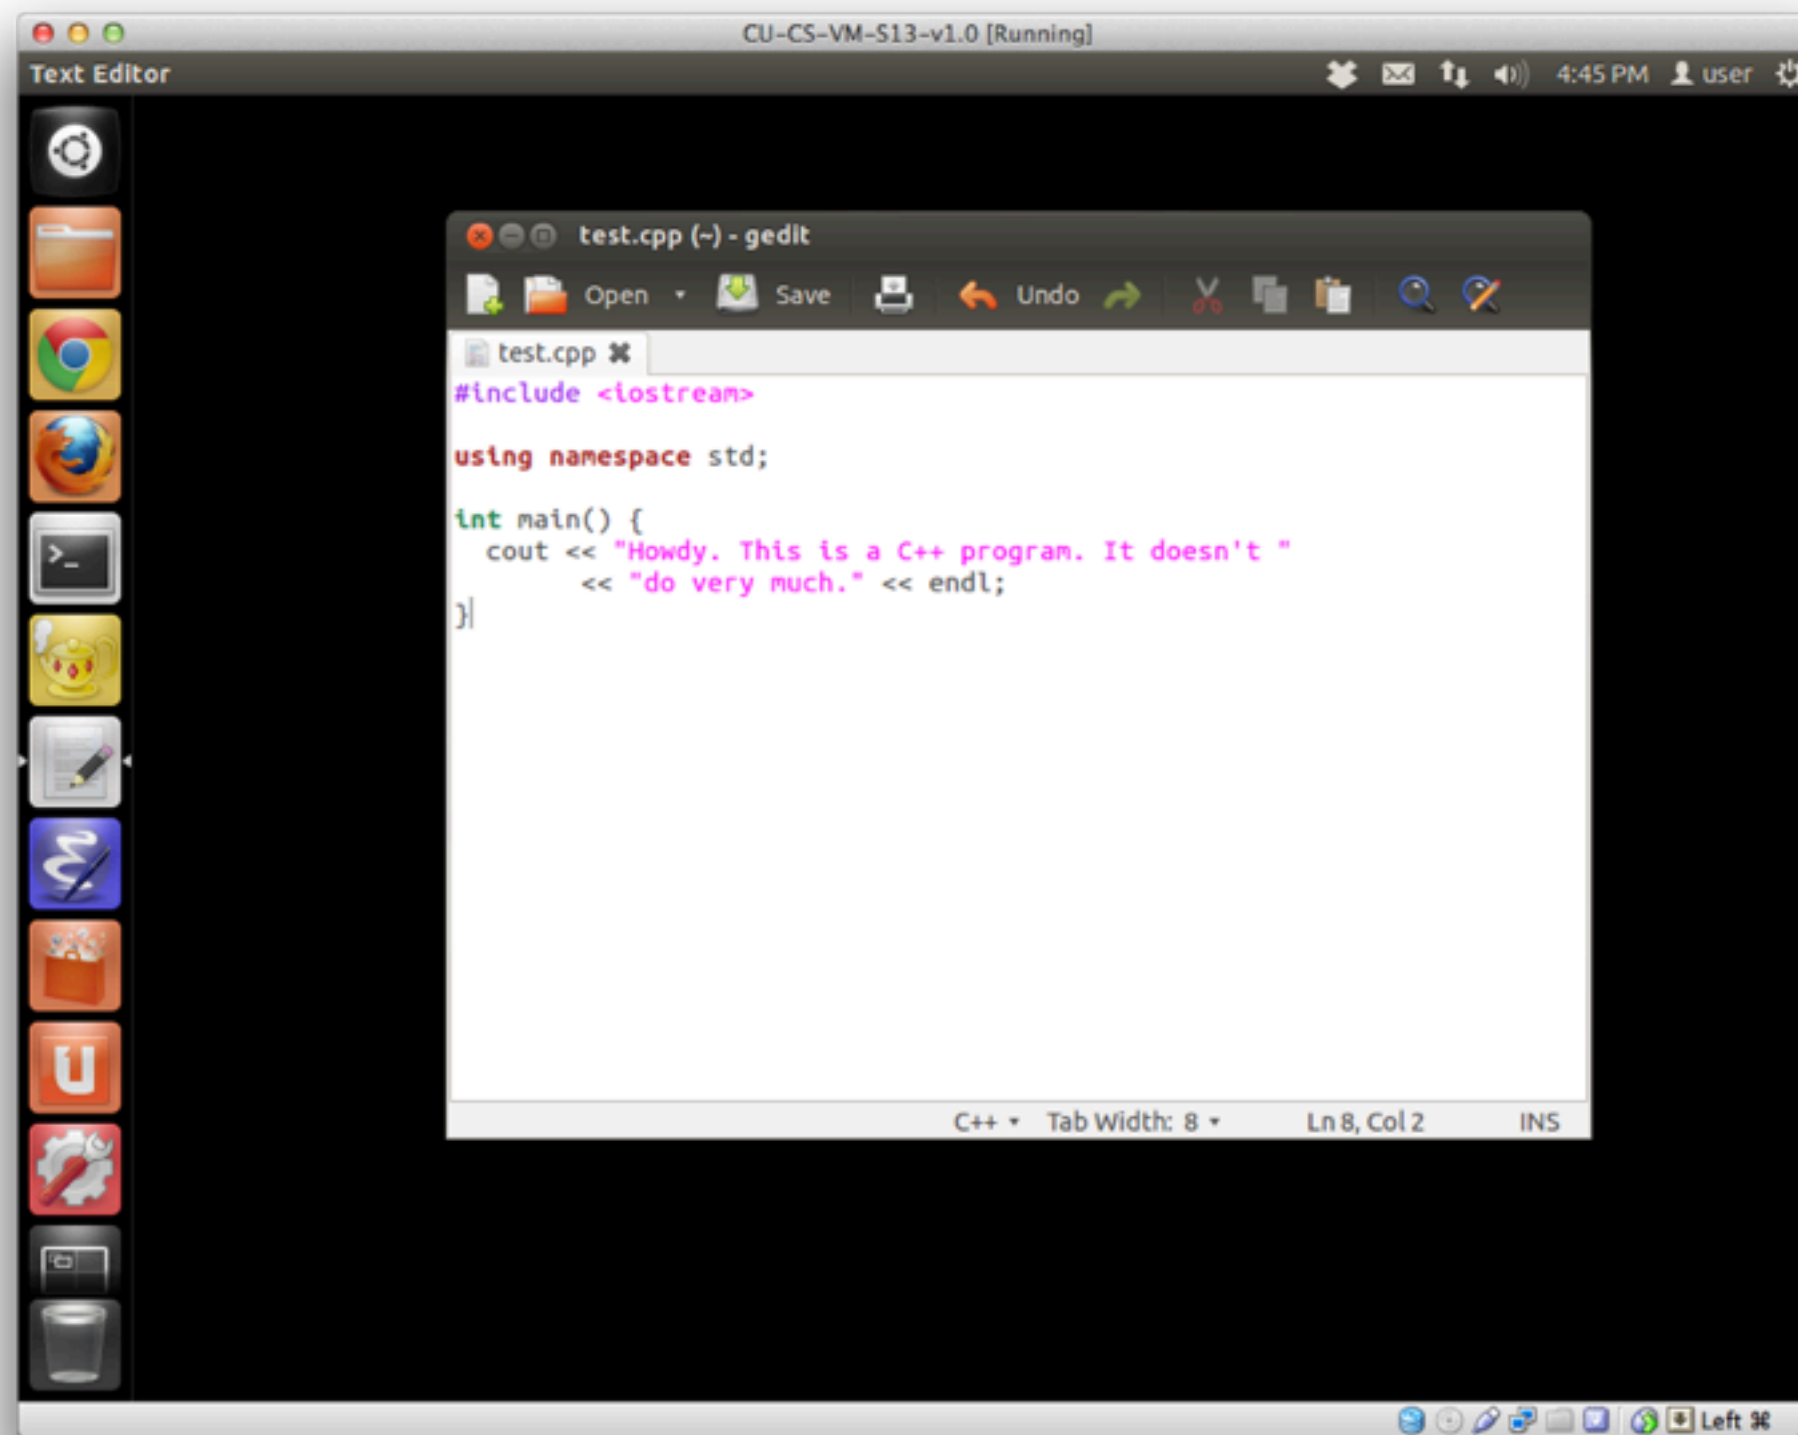 CU-CS-VM-S13-v1.0 [Running]
Text Editor 4:45 PM user
test.cpp (~) - gedit
Open Save Undo
test.cpp
#include <iostream>
using namespace std;
int main() {
cout << "Howdy. This is a C++ program. It doesn't "
<< "do very much." << endl;
}
C++ Tab Width: 8 Ln 8, Col 2 INS
Left ⌘